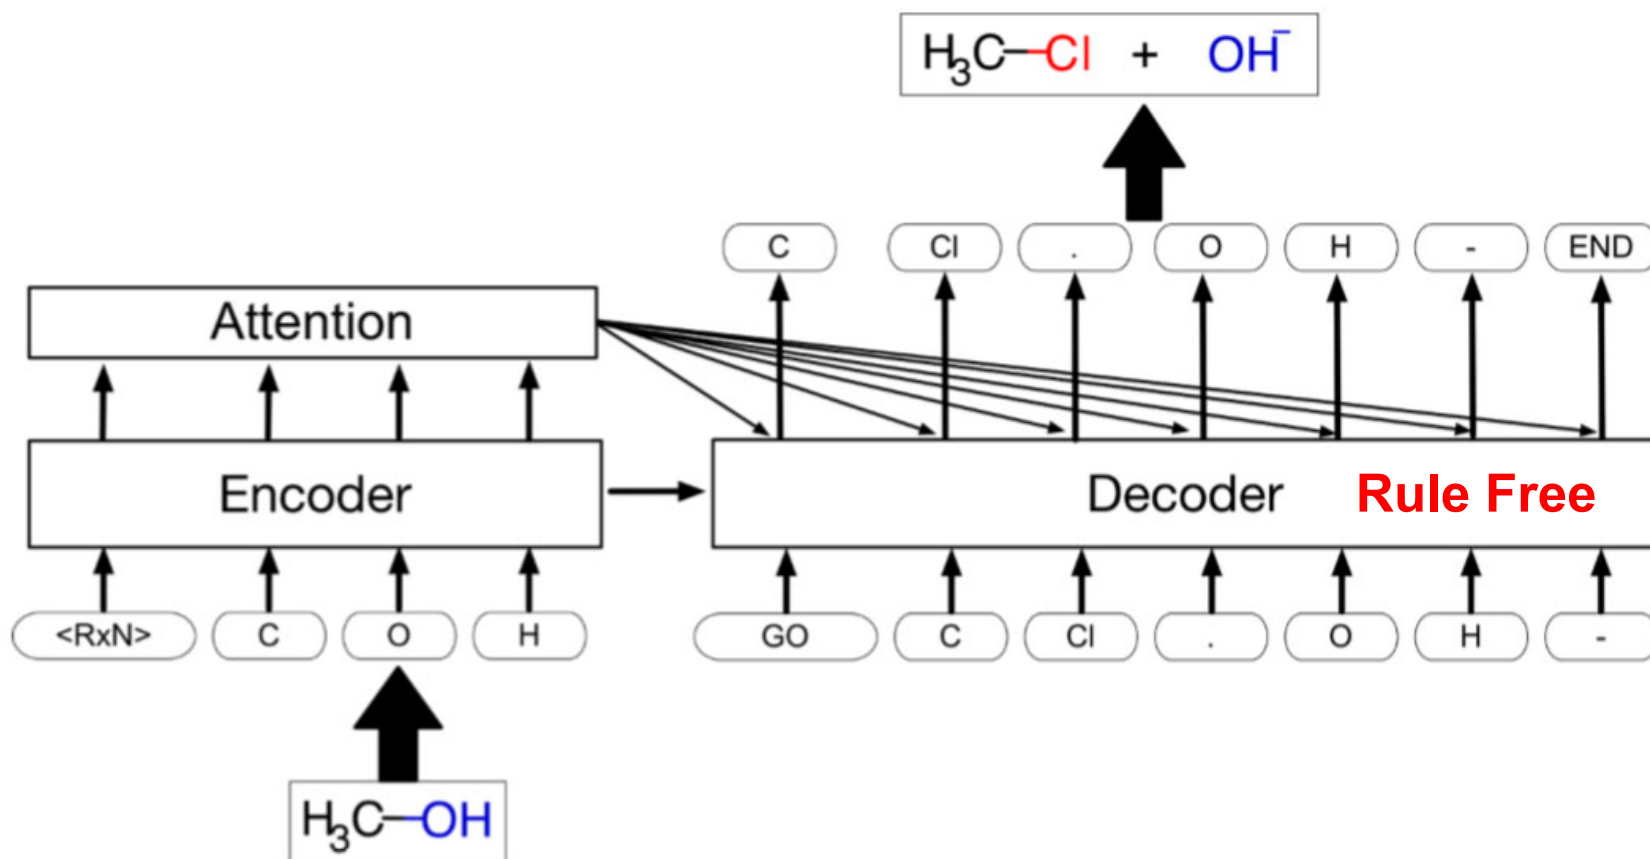 H₃C—Cl + OH⁻
C Cl . O H - END
Attention
Encoder
Decoder Rule Free
<RxN> C O H GO C Cl . O H -
H₃C—OH